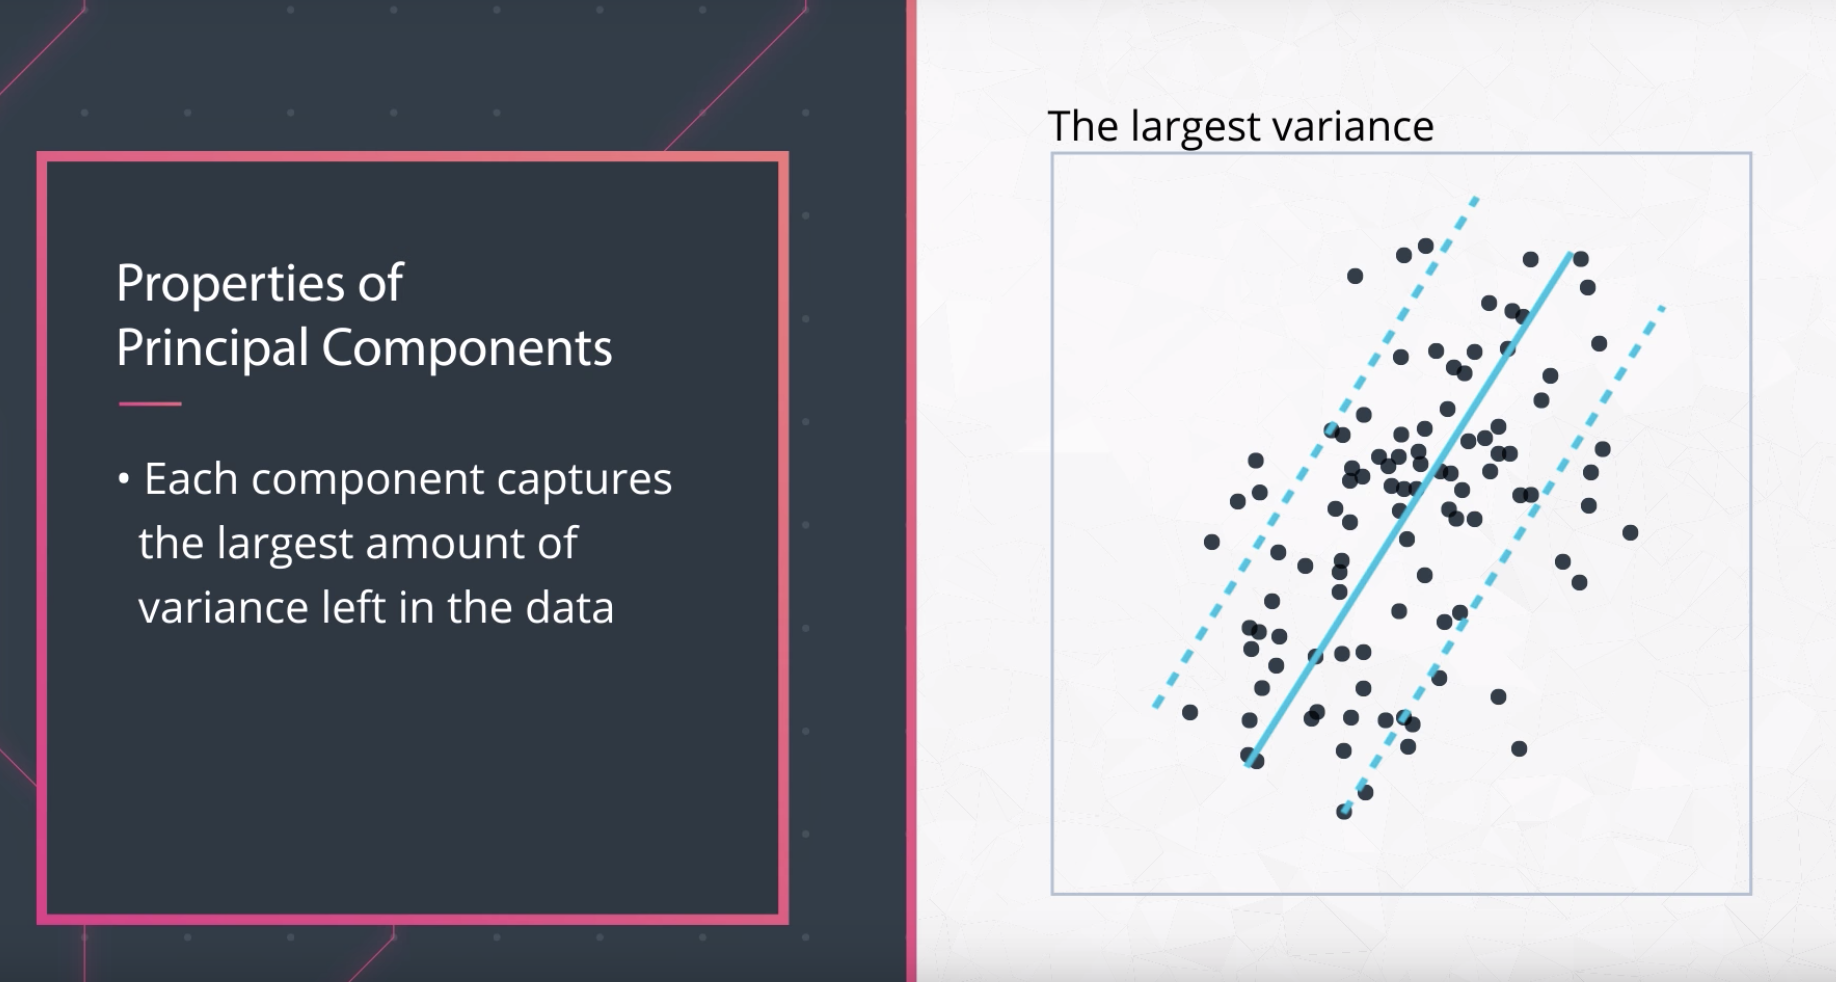 Properties of
Principal Components
• Each component captures
the largest amount of
variance left in the data
The largest variance